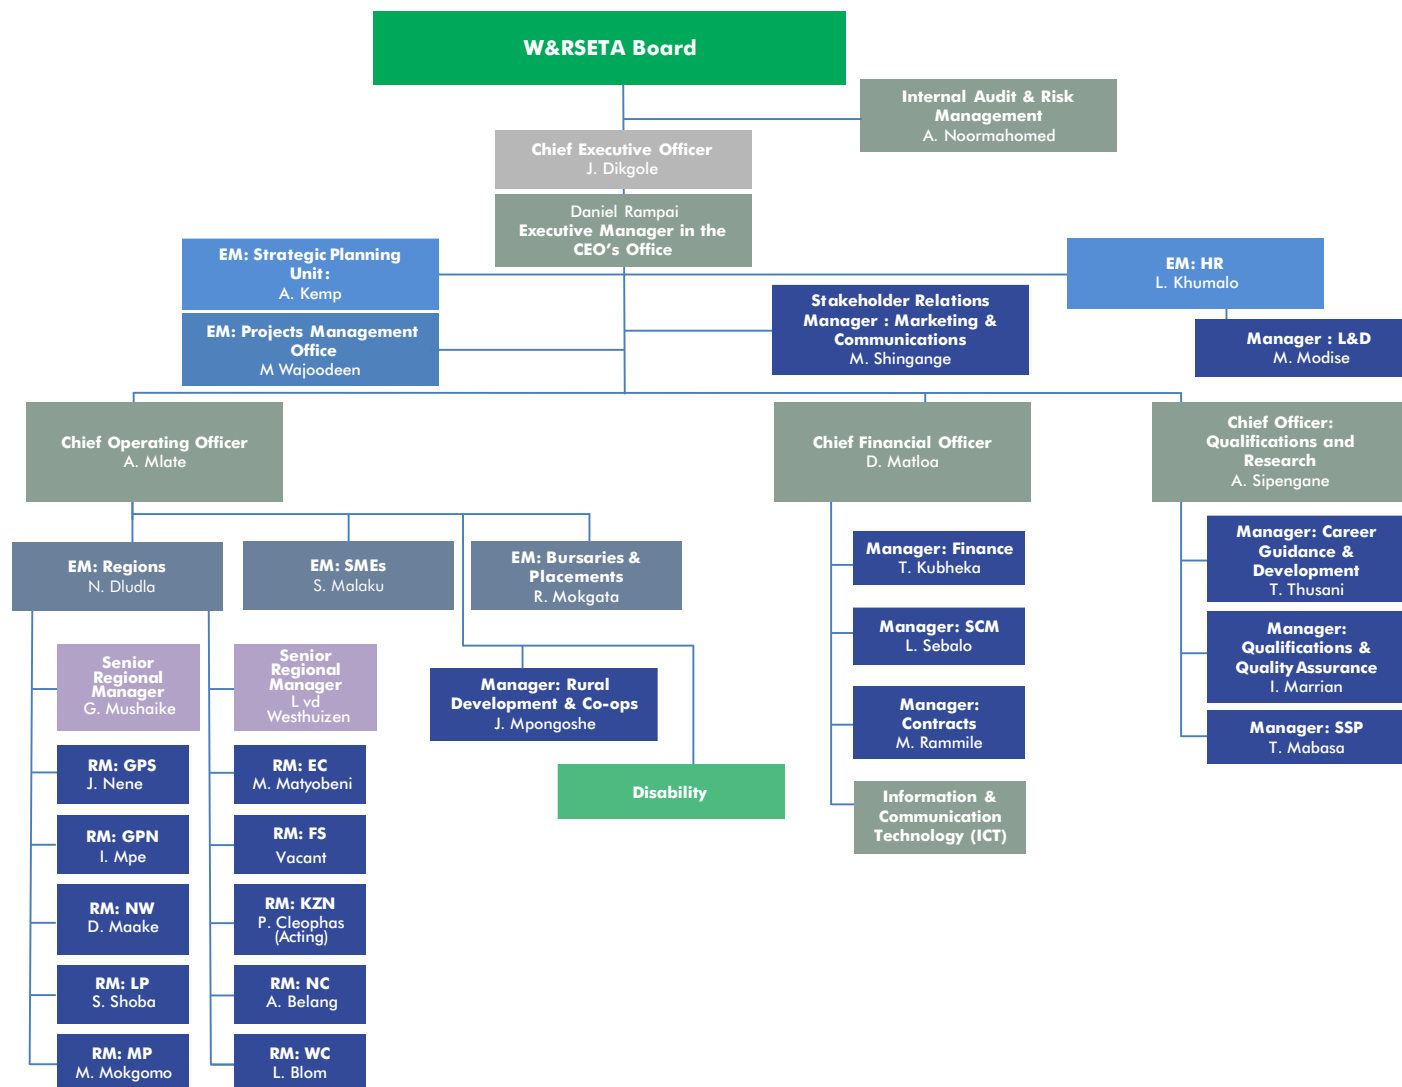 W&RSETA Board
Internal Audit & Risk
Management
A. Noormahomed
Chief Executive Officer
J. Dikgole
Daniel Rampai
Executive Manager in the
CEO's Office
EM: Strategic Planning
Unit:
A. Kemp
EM: HR
L. Khumalo
Stakeholder Relations
Manager : Marketing &
Communications
M. Shingange
EM: Projects Management
Office
M Wajoodeen
Manager : L&D
M. Modise
Chief Operating Officer
A. Mlate
Chief Financial Officer
D. Matloa
Chief Officer:
Qualifications and
Research
A. Sipengane
EM: Regions
N. Dludla
EM: SMEs
S. Malaku
EM: Bursaries &
Placements
R. Mokgata
Manager: Finance
T. Kubheka
Manager: Career
Guidance &
Development
T. Thusani
Senior
Regional
Manager
G. Mushaike
Senior
Regional
Manager
L vd
Westhuizen
Manager: Rural
Development & Co-ops
J. Mpongoshe
Manager: SCM
L. Sebalo
Manager:
Qualifications &
Quality Assurance
I. Marrian
Manager:
Contracts
M. Rammile
Manager: SSP
T. Mabasa
RM: GPS
J. Nene
RM: EC
M. Matyobeni
Disability
Information &
Communication
Technology (ICT)
RM: GPN
I. Mpe
RM: FS
Vacant
RM: NW
D. Maake
RM: KZN
P. Cleophas
(Acting)
RM: LP
S. Shoba
RM: NC
A. Belang
RM: MP
M. Mokgomo
RM: WC
L. Blom